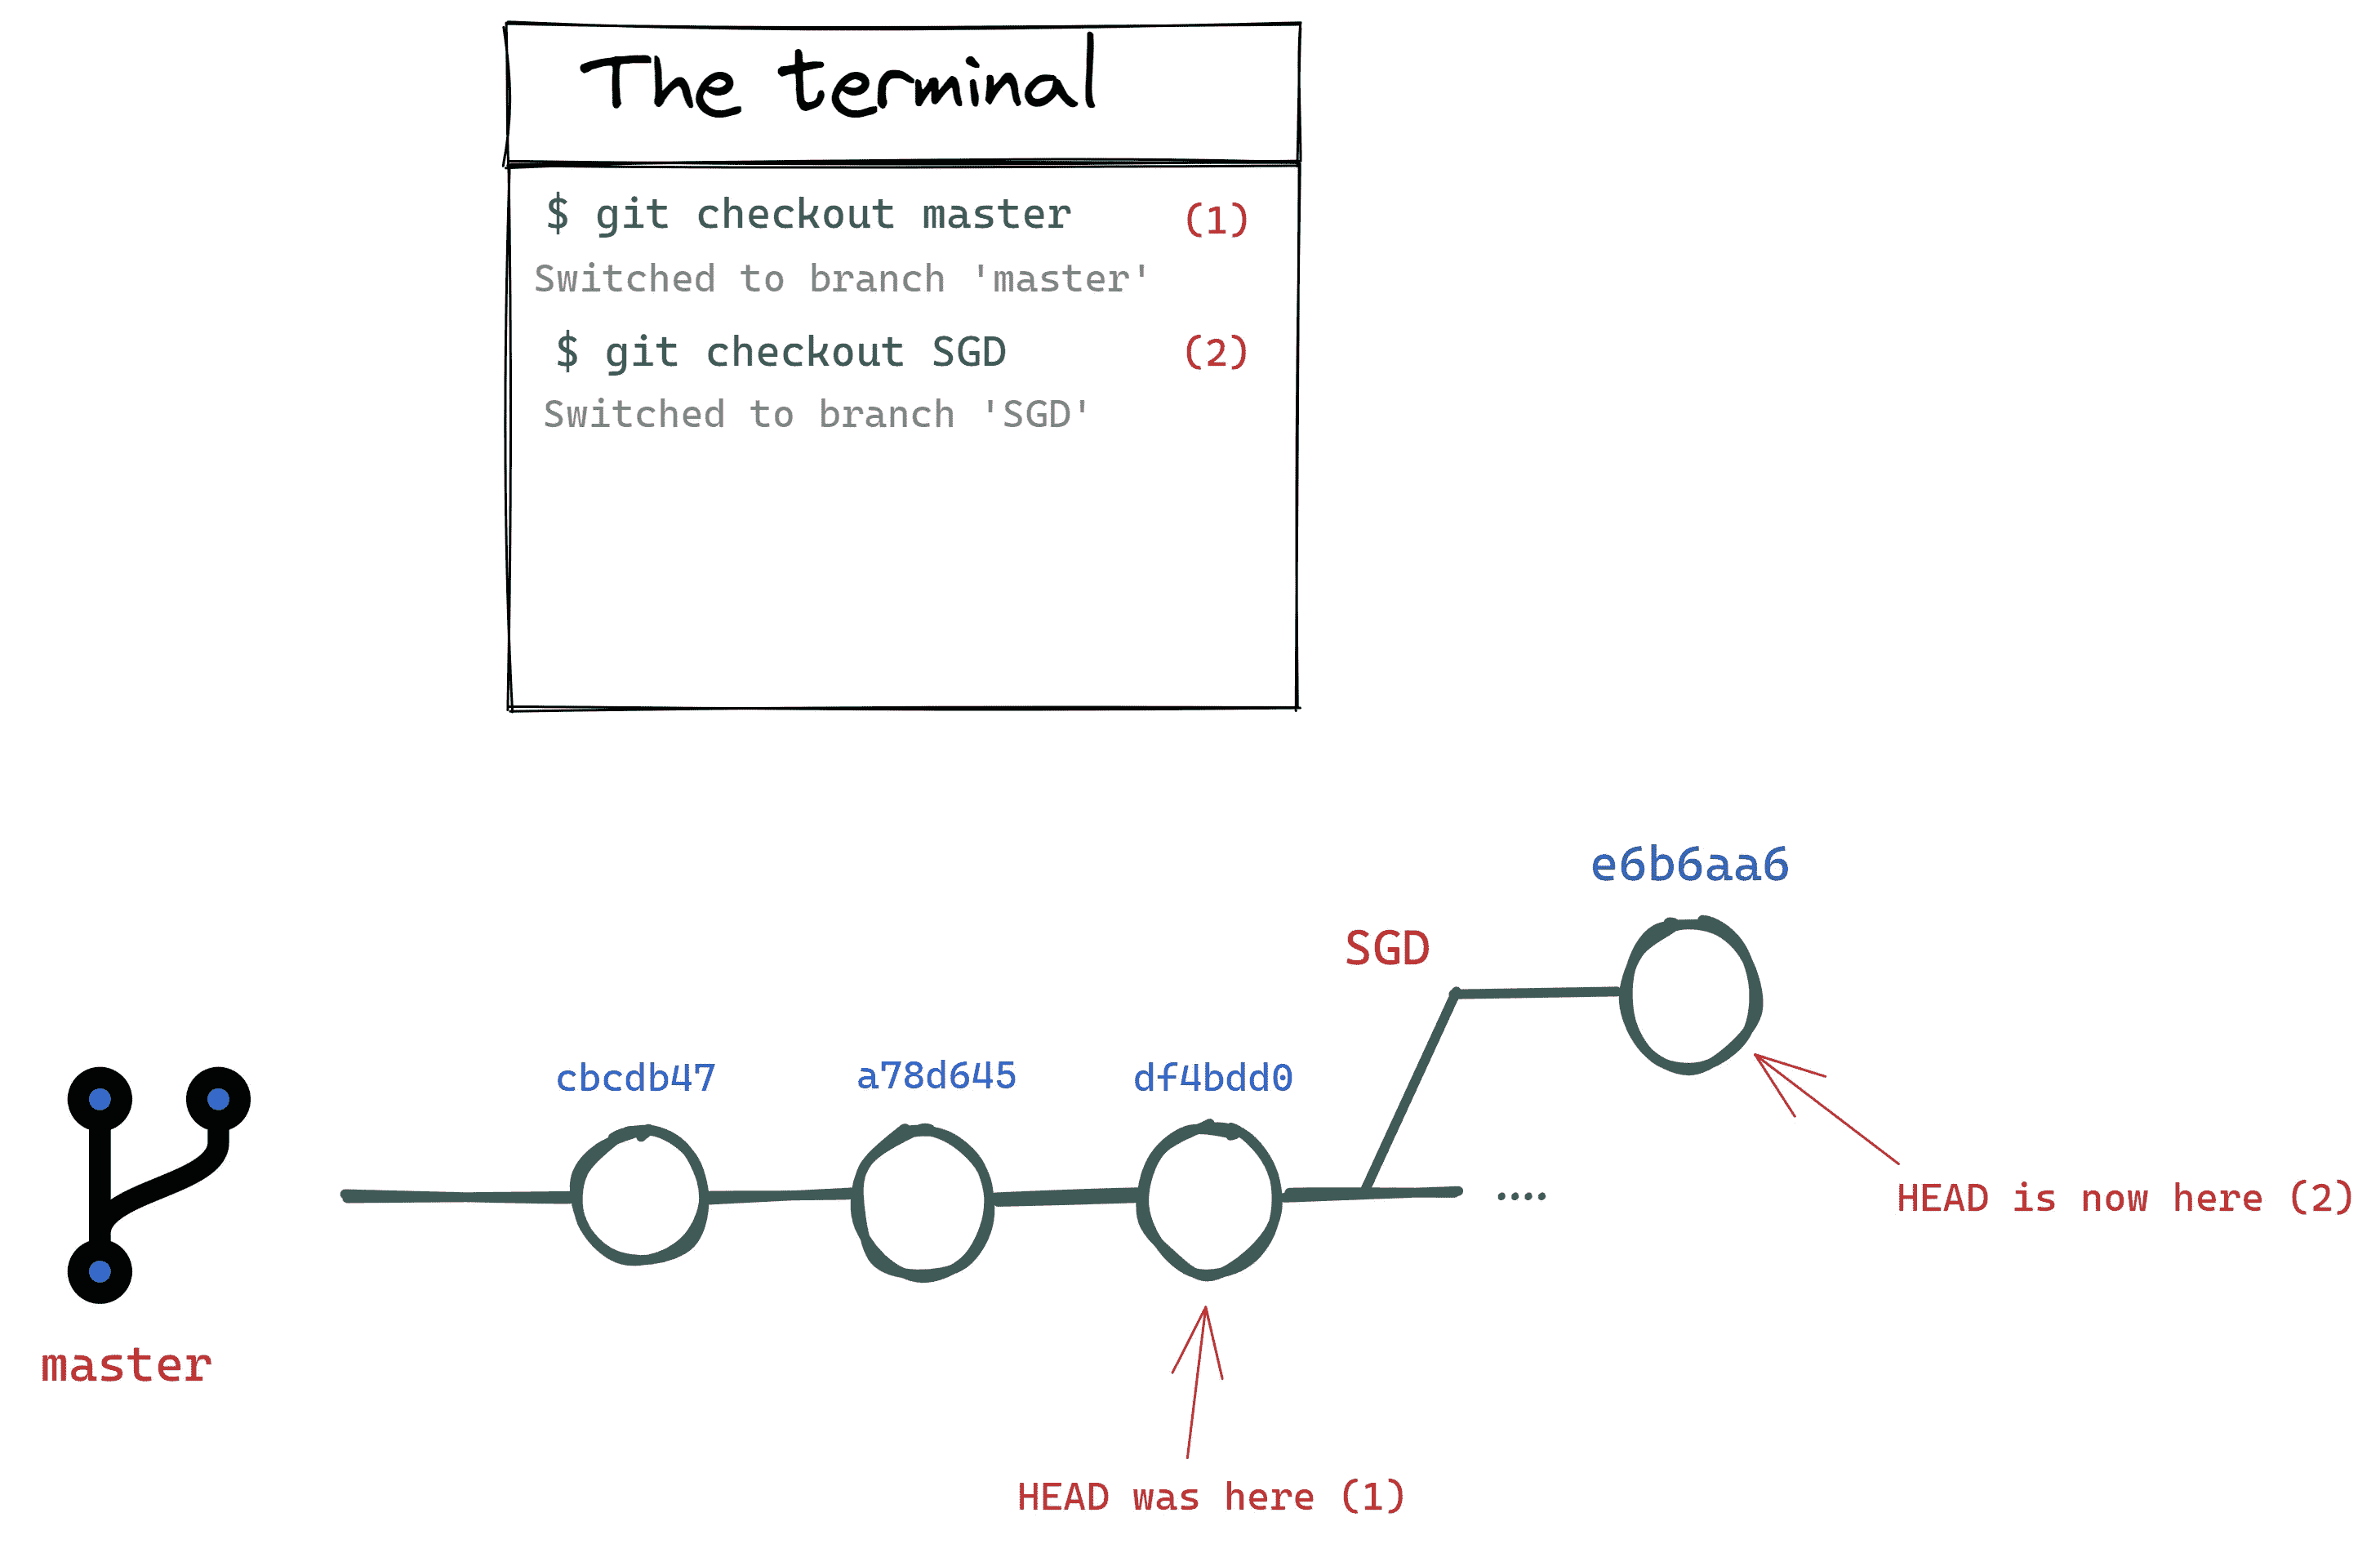 The terminal
$ git checkout master (1)
Switched to branch 'master'
$ git checkout SGD (2)
Switched to branch 'SGD'
e6b6aa6
SGD
cbcdb47 a78d645 df4bdd0
....
HEAD is now here (2)
master
HEAD was here (1)